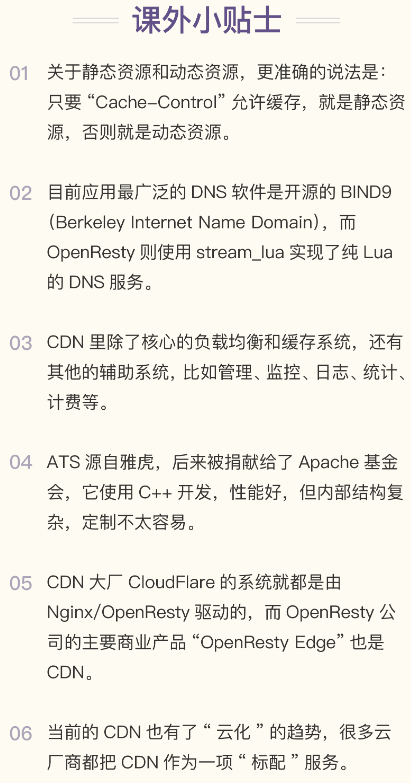 课外小贴士
01 关于静态资源和动态资源，更准确的说法是：
只要“Cache-Control”允许缓存，就是静态资
源，否则就是动态资源。
02 目前应用最广泛的 DNS 软件是开源的 BIND9
（Berkeley Internet Name Domain），而
OpenResty 则使用 stream_lua 实现了纯 Lua
的 DNS 服务。
03 CDN 里除了核心的负载均衡和缓存系统，还有
其他的辅助系统，比如管理、监控、日志、统计、
计费等。
04 ATS 源自雅虎，后来被捐献给了 Apache 基金
会，它使用 C++ 开发，性能好，但内部结构复
杂，定制不太容易。
05 CDN 大厂 CloudFlare 的系统就都是由
Nginx/OpenResty 驱动的，而 OpenResty 公
司的主要商业产品“OpenResty Edge”也是
CDN。
06 当前的 CDN 也有了“ 云化 ”的趋势，很多云
厂商都把 CDN 作为一项“ 标配 ”服务。